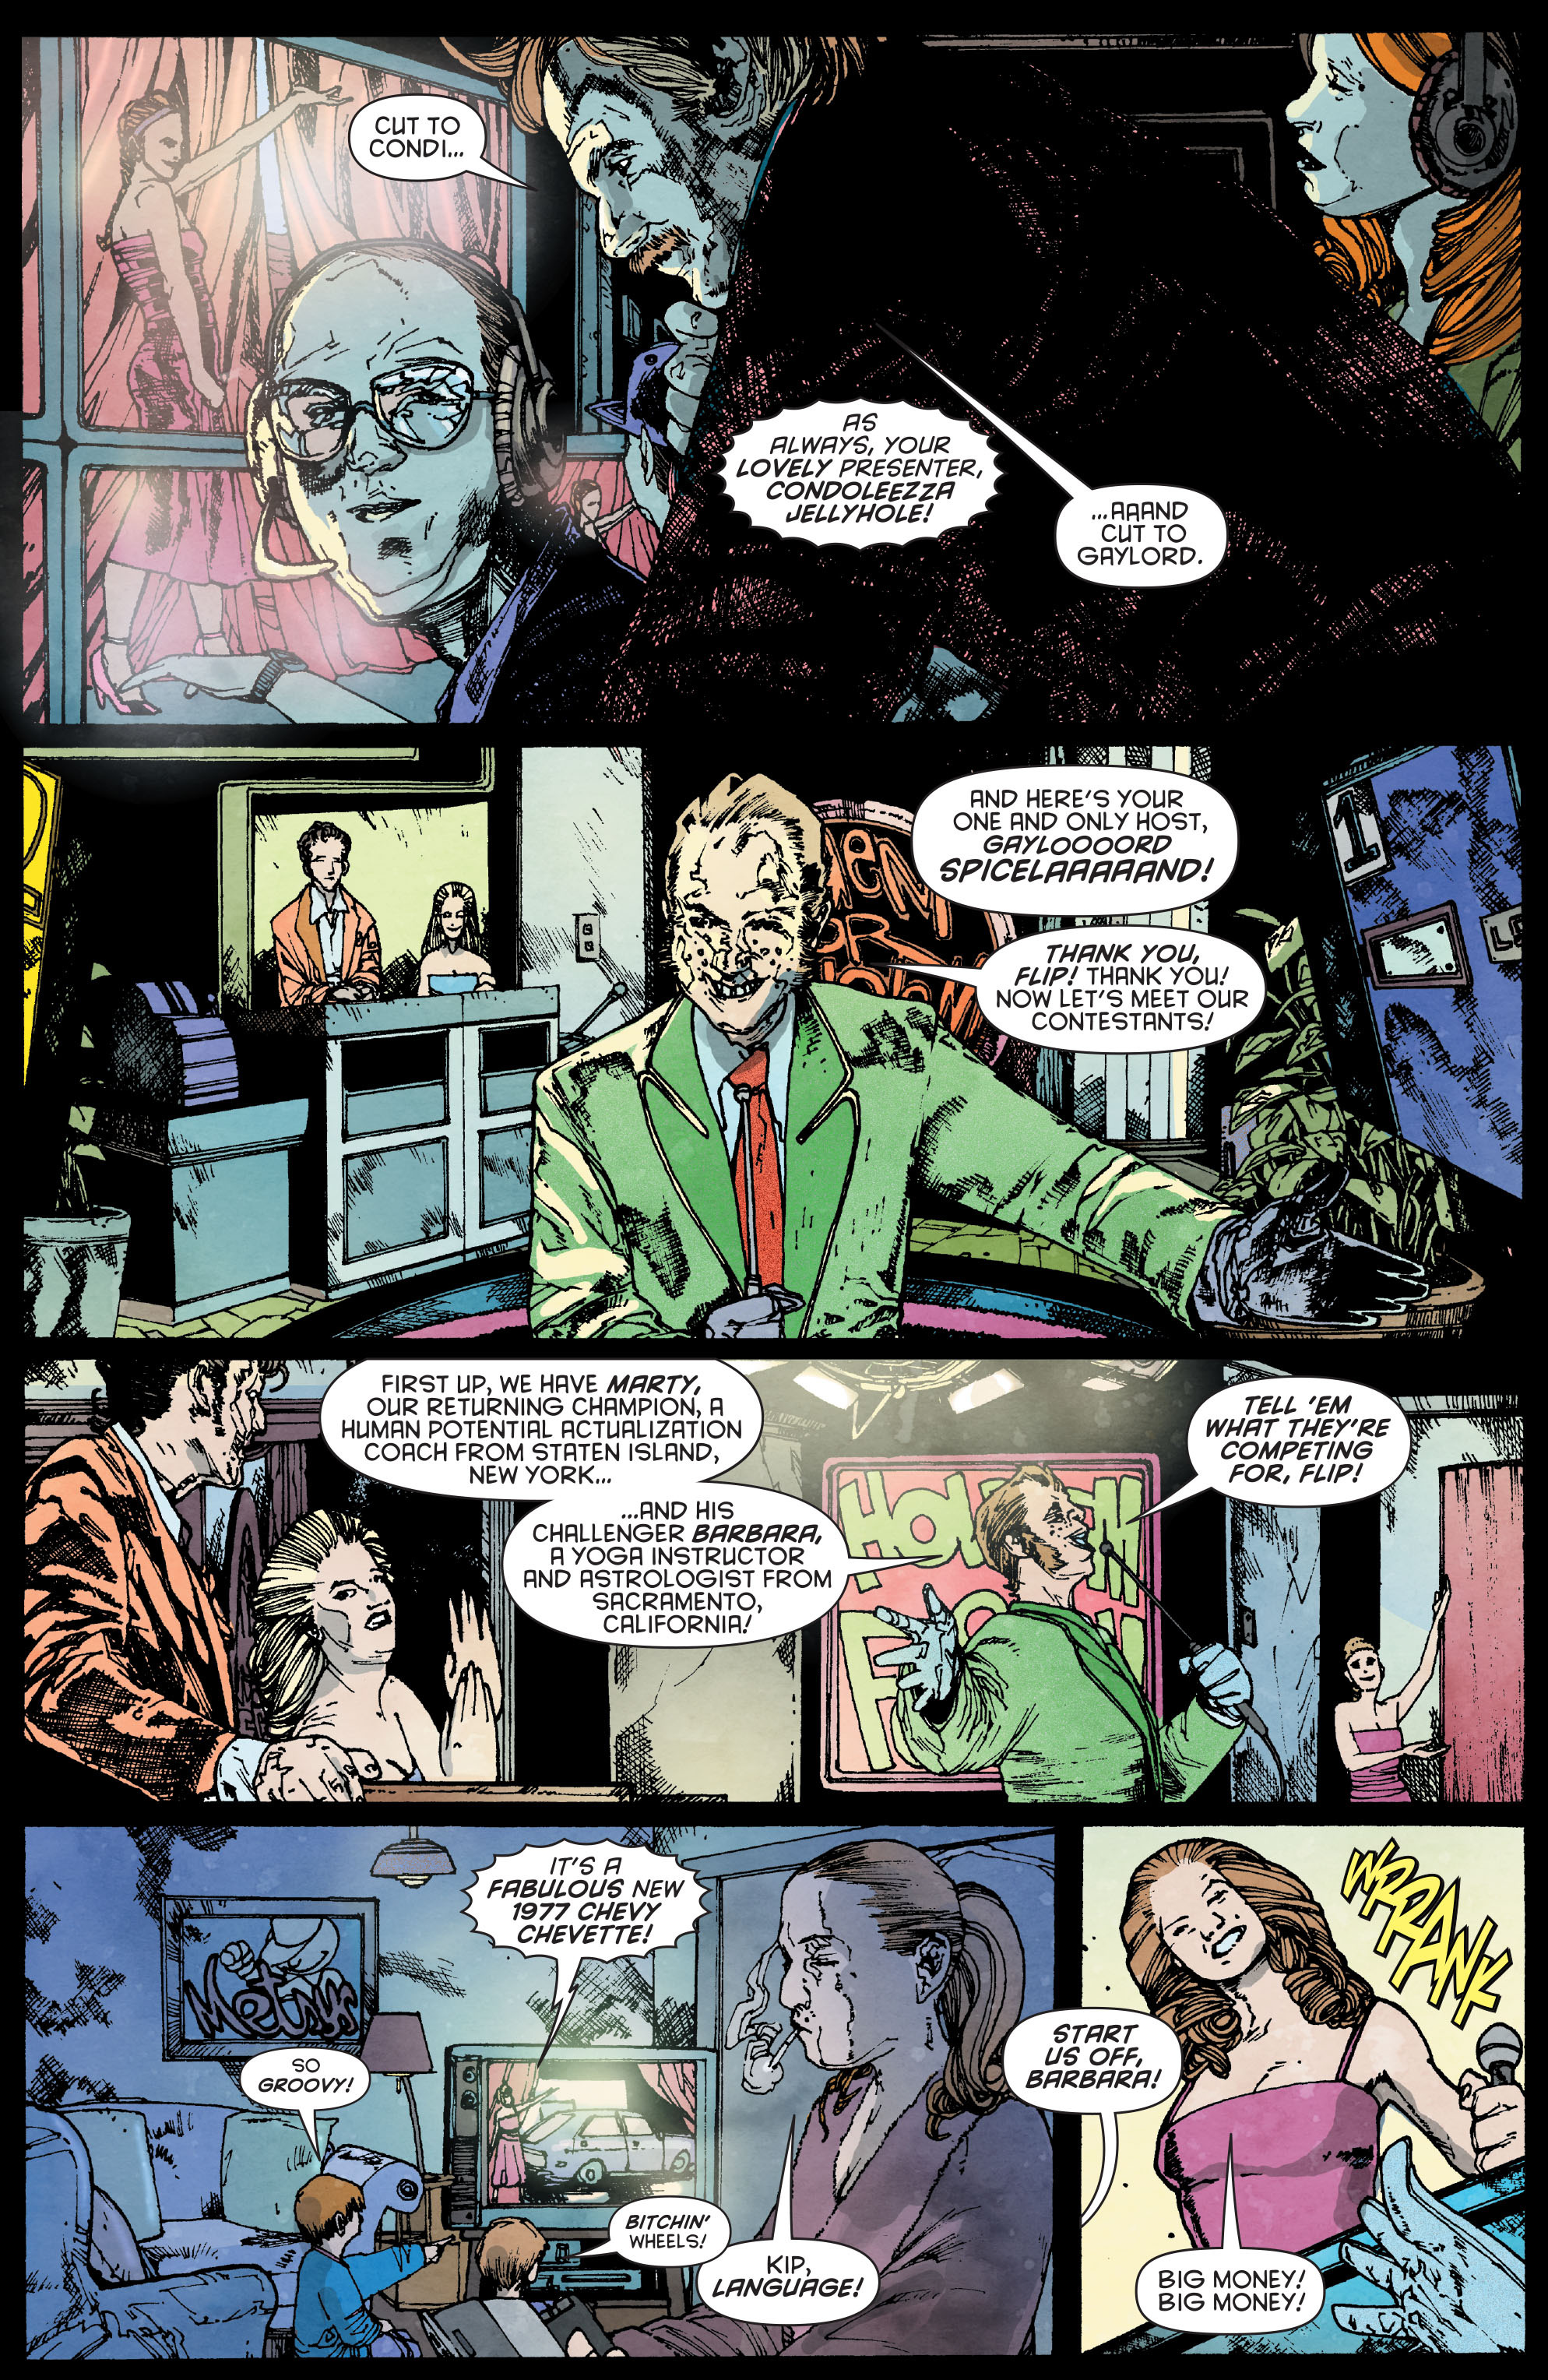 CUT TO
CONDI...
AS
ALWAYS, YOUR
LOVELY PRESENTER,
CONDOLEEZZA
JELLYHOLE!
...AAAND
CUT TO
GAYLORD.
AND HERE'S YOUR
ONE AND ONLY HOST,
GAYLOOOORD
SPICELAAAAAND!
THANK YOU,
FLIP! THANK YOU!
NOW LET'S MEET OUR
CONTESTANTS!
1
FIRST UP, WE HAVE MARTY,
OUR RETURNING CHAMPION, A
HUMAN POTENTIAL ACTUALIZATION
COACH FROM STATEN ISLAND,
NEW YORK...
...AND HIS
CHALLENGER BARBARA,
A YOGA INSTRUCTOR
AND ASTROLOGIST FROM
SACRAMENTO,
CALIFORNIA!
TELL 'EM
WHAT THEY'RE
COMPETING
FOR, FLIP!
IT'S A
FABULOUS NEW
1977 CHEVY
CHEVETTE!
Metsys
SO
GROOVY!
BITCHIN'
WHEELS!
KIP,
LANGUAGE!
WRRANK
START
US OFF,
BARBARA!
BIG MONEY!
BIG MONEY!